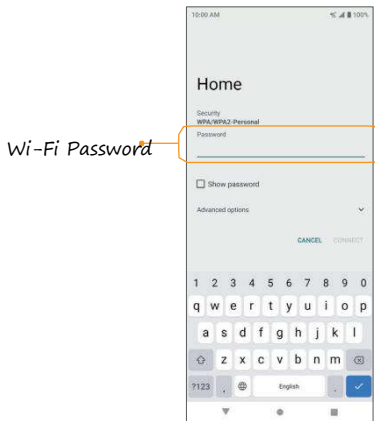 10:00 AM 100%
Home
Security
WPA/WPA2-Personal
Password
Wi-Fi Password
Show password
Advanced options
CANCEL CONNECT
1 2 3 4 5 6 7 8 9 0
q w e r t y u i o p
a s d f g h j k l
z x c v b n m
?123 , English .